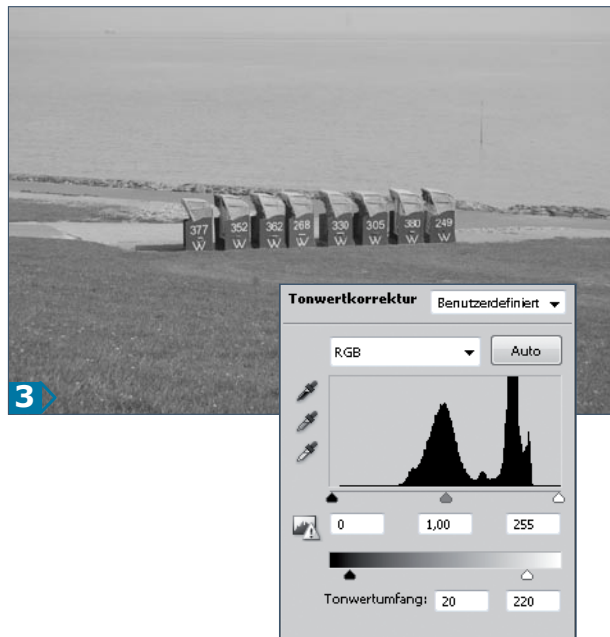 377 352 362 268 330 305 380 249
W W W W W W W W
3
Tonwertkorrektur Benutzerdefiniert
RGB Auto
0 1,00 255
Tonwertumfang: 20 220